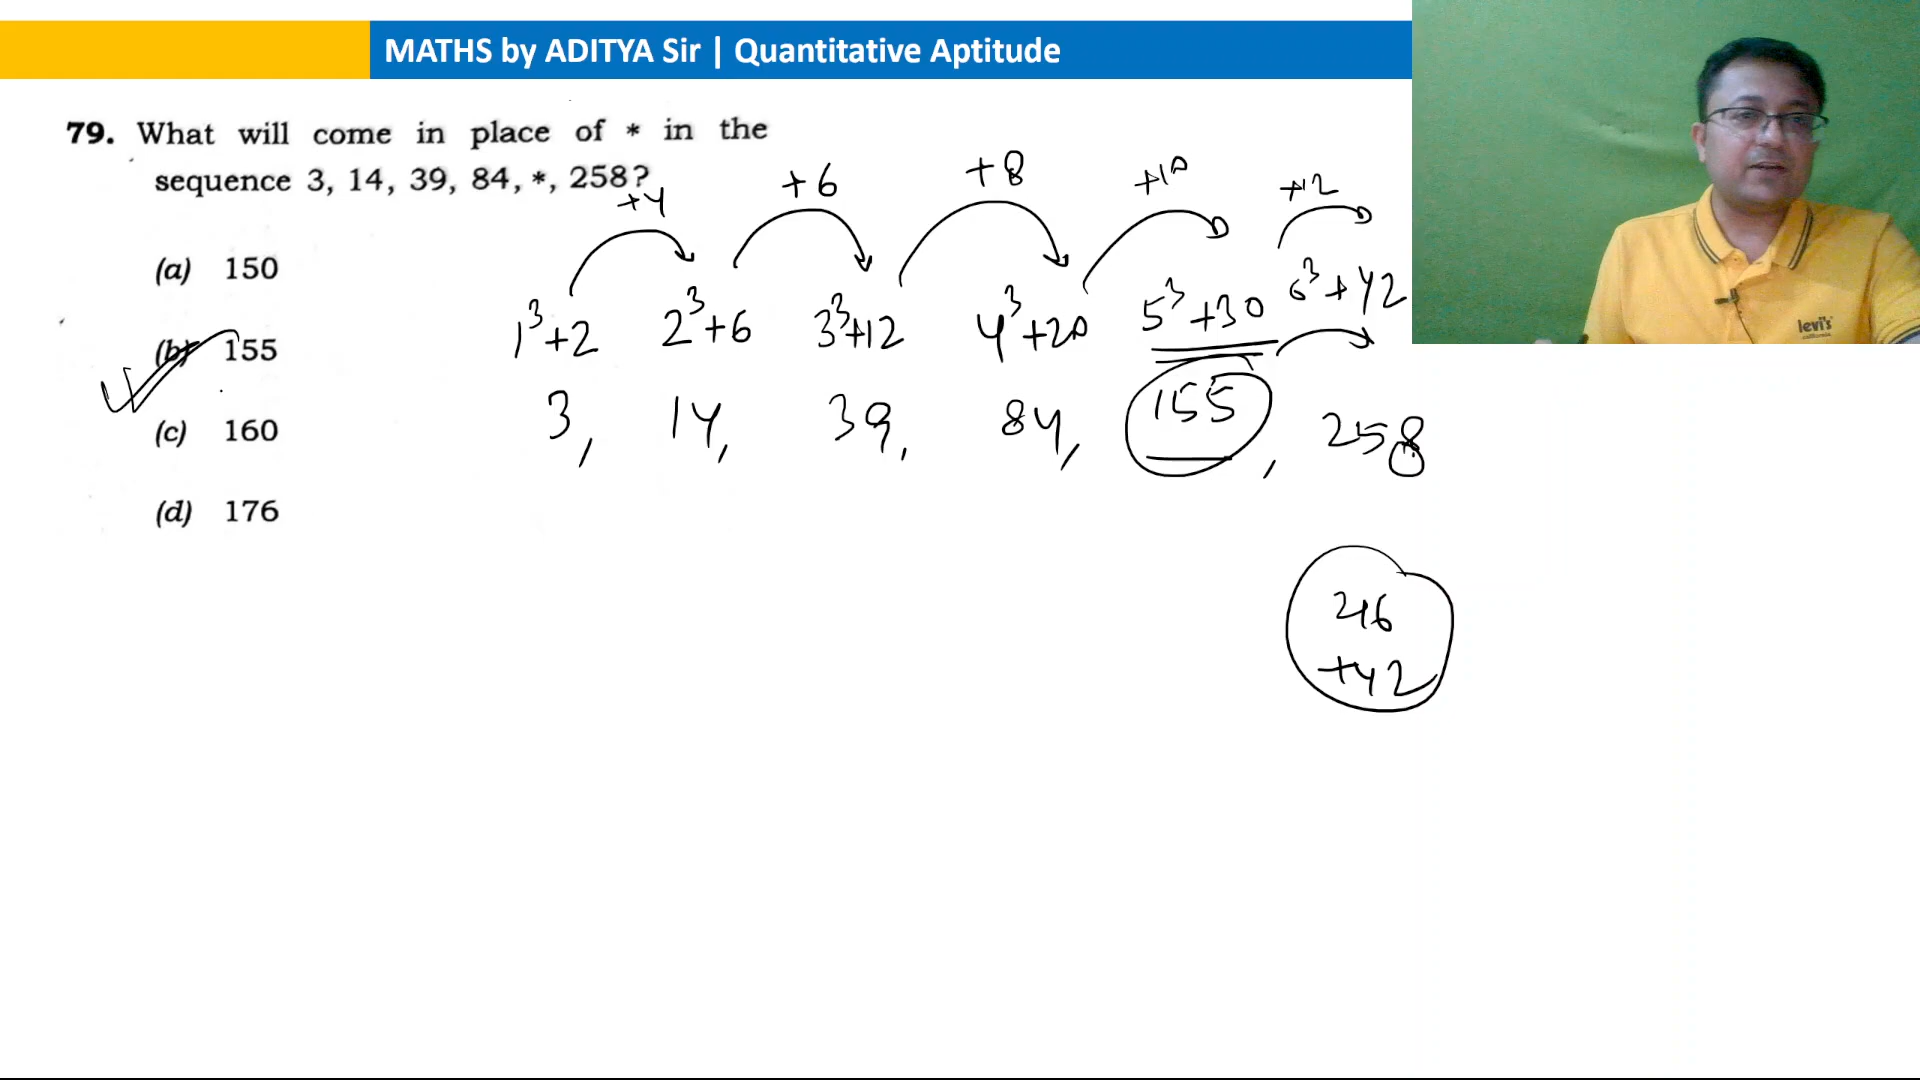 MATHS by ADITYA Sir | Quantitative Aptitude
79. What will come in place of * in the
sequence 3, 14, 39, 84, *, 258?
(a) 150
(b) 155
(c) 160
(d) 176
+4 +6 +8 +10 +12
1³+2 2³+6 3³+12 4³+20 5³+30 6³+42
3, 14, 39, 84, 155, 258
216
+42
levi's